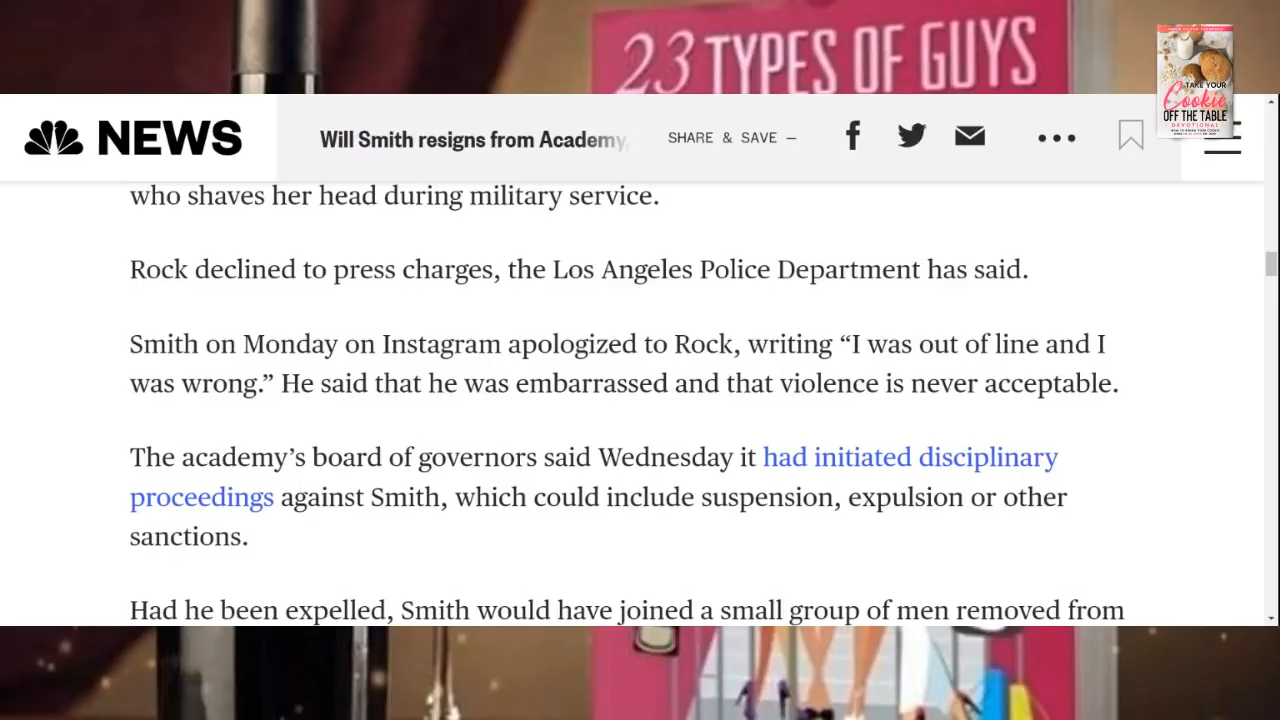 23 TYPES OF GUYS
TAKE YOUR
Cookie
OFF THE TABLE
DEVOTIONAL
NEWS
Will Smith resigns from Academy,
SHARE & SAVE —
who shaves her head during military service.
Rock declined to press charges, the Los Angeles Police Department has said.
Smith on Monday on Instagram apologized to Rock, writing “I was out of line and I
was wrong.” He said that he was embarrassed and that violence is never acceptable.
The academy’s board of governors said Wednesday it had initiated disciplinary
proceedings against Smith, which could include suspension, expulsion or other
sanctions.
Had he been expelled, Smith would have joined a small group of men removed from